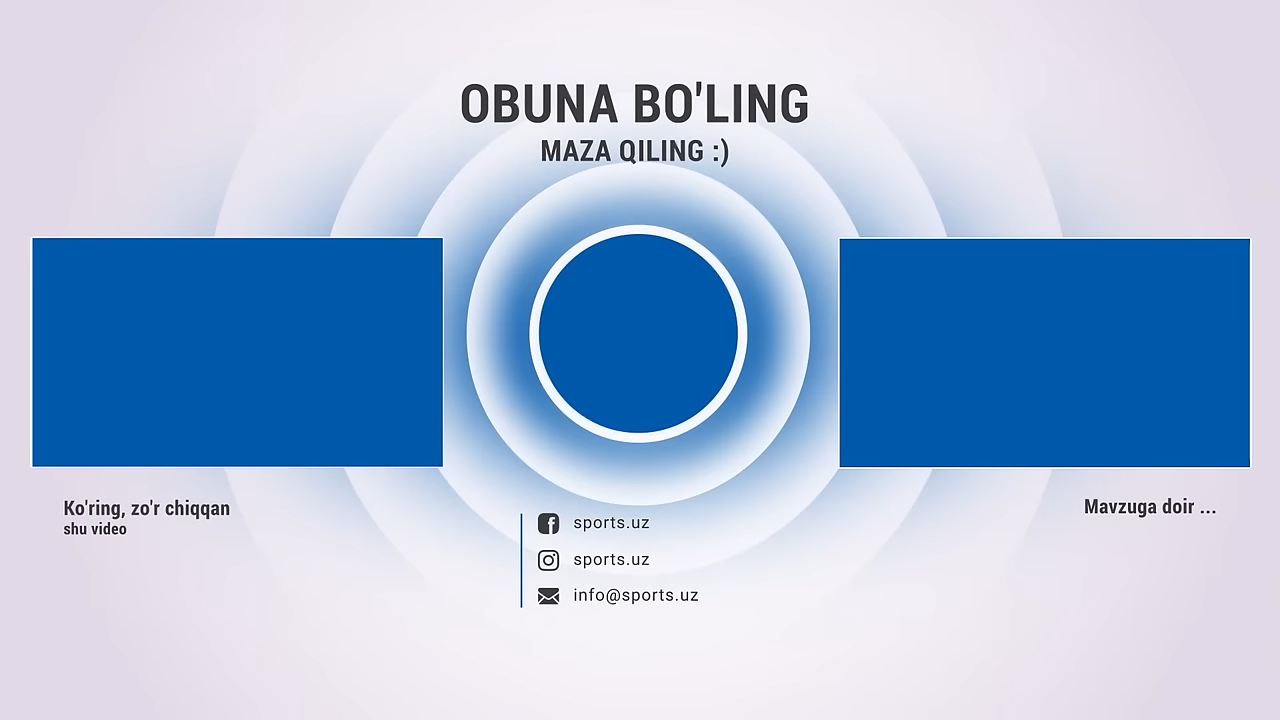 OBUNA BO'LING
MAZA QILING :)
Ko'ring, zo'r chiqqan
shu video
Mavzuga doir ...
sports.uz
sports.uz
info@sports.uz